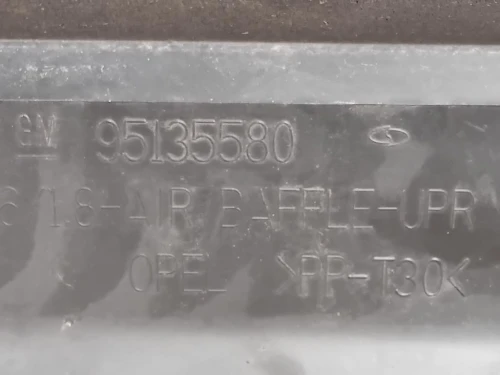 GM 95135580
1.8-AIR BAFFLE-UPR
OPEL >PP-T30<